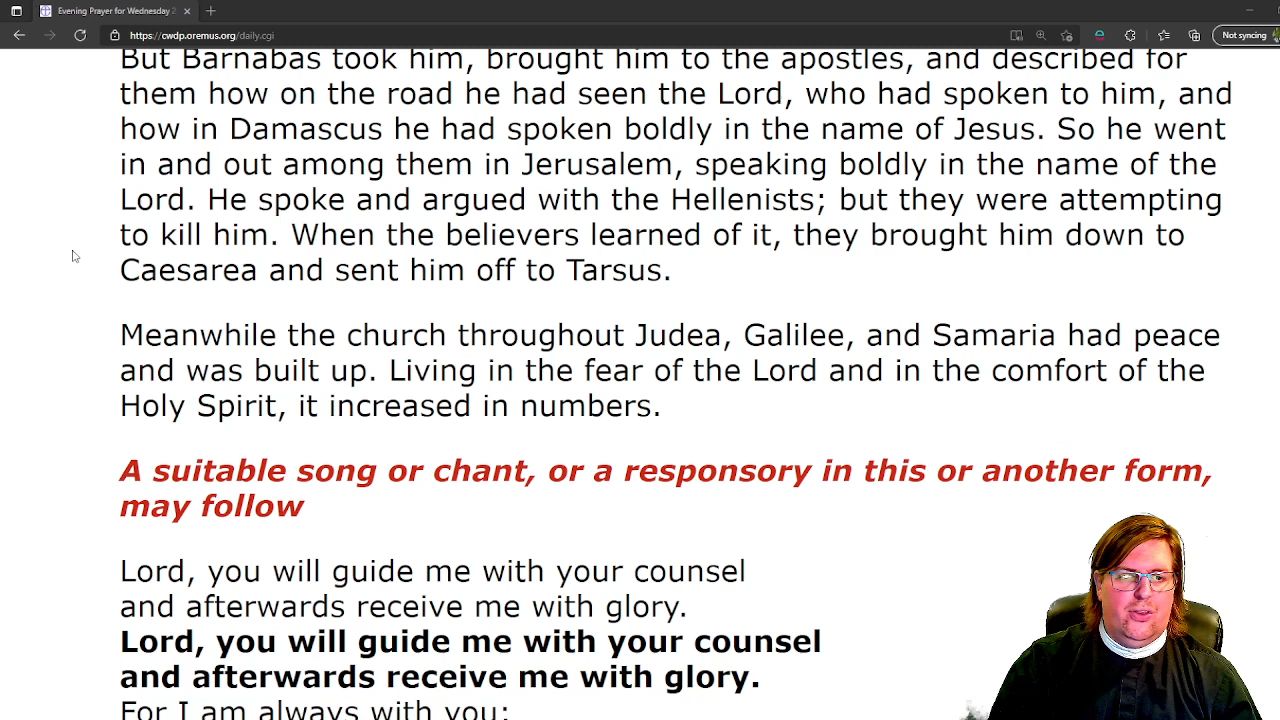 Evening Prayer for Wednesday 2
https://cwdp.oremus.org/daily.cgi
Not syncing
But Barnabas took him, brought him to the apostles, and described for
them how on the road he had seen the Lord, who had spoken to him, and
how in Damascus he had spoken boldly in the name of Jesus. So he went
in and out among them in Jerusalem, speaking boldly in the name of the
Lord. He spoke and argued with the Hellenists; but they were attempting
to kill him. When the believers learned of it, they brought him down to
Caesarea and sent him off to Tarsus.
Meanwhile the church throughout Judea, Galilee, and Samaria had peace
and was built up. Living in the fear of the Lord and in the comfort of the
Holy Spirit, it increased in numbers.
A suitable song or chant, or a responsory in this or another form,
may follow
Lord, you will guide me with your counsel
and afterwards receive me with glory.
Lord, you will guide me with your counsel
and afterwards receive me with glory.
For I am always with you;